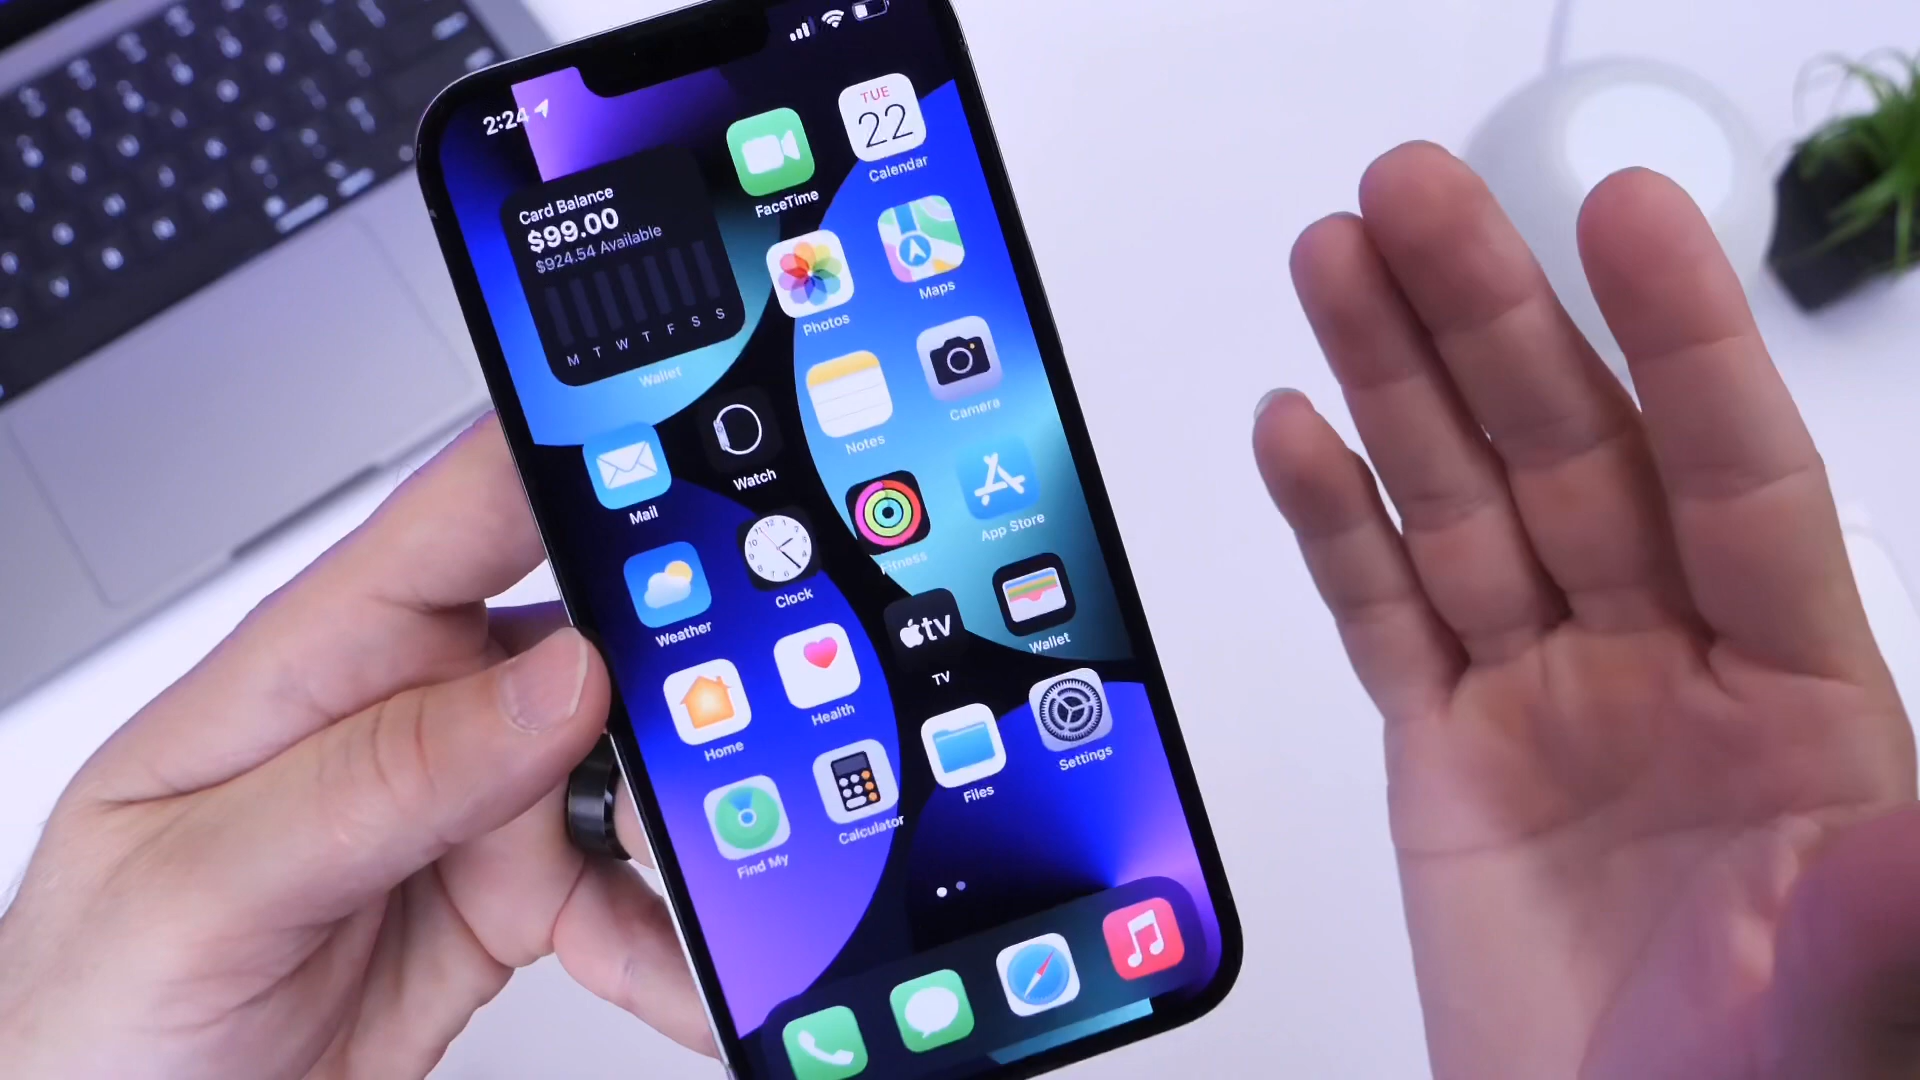 2:24
Card Balance
$99.00
$924.54 Available
M T W T F S S
Wallet
FaceTime
TUE
22
Calendar
Photos
Maps
Mail
Watch
Notes
Camera
Weather
Clock
Fitness
App Store
Home
Health
tv
TV
Wallet
Find My
Calculator
Files
Settings